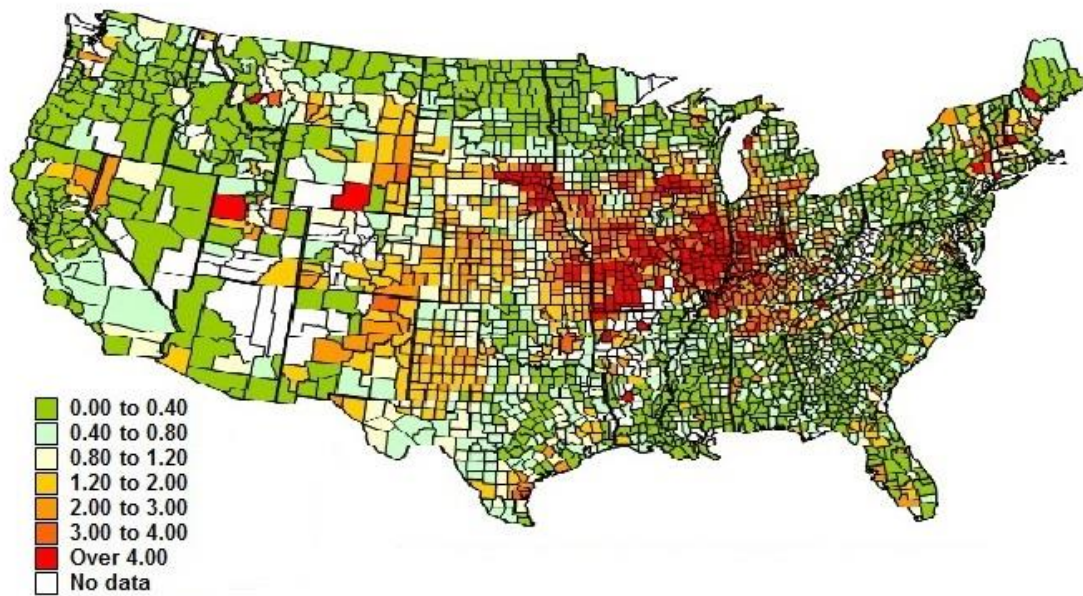 0.00 to 0.40
0.40 to 0.80
0.80 to 1.20
1.20 to 2.00
2.00 to 3.00
3.00 to 4.00
Over 4.00
No data